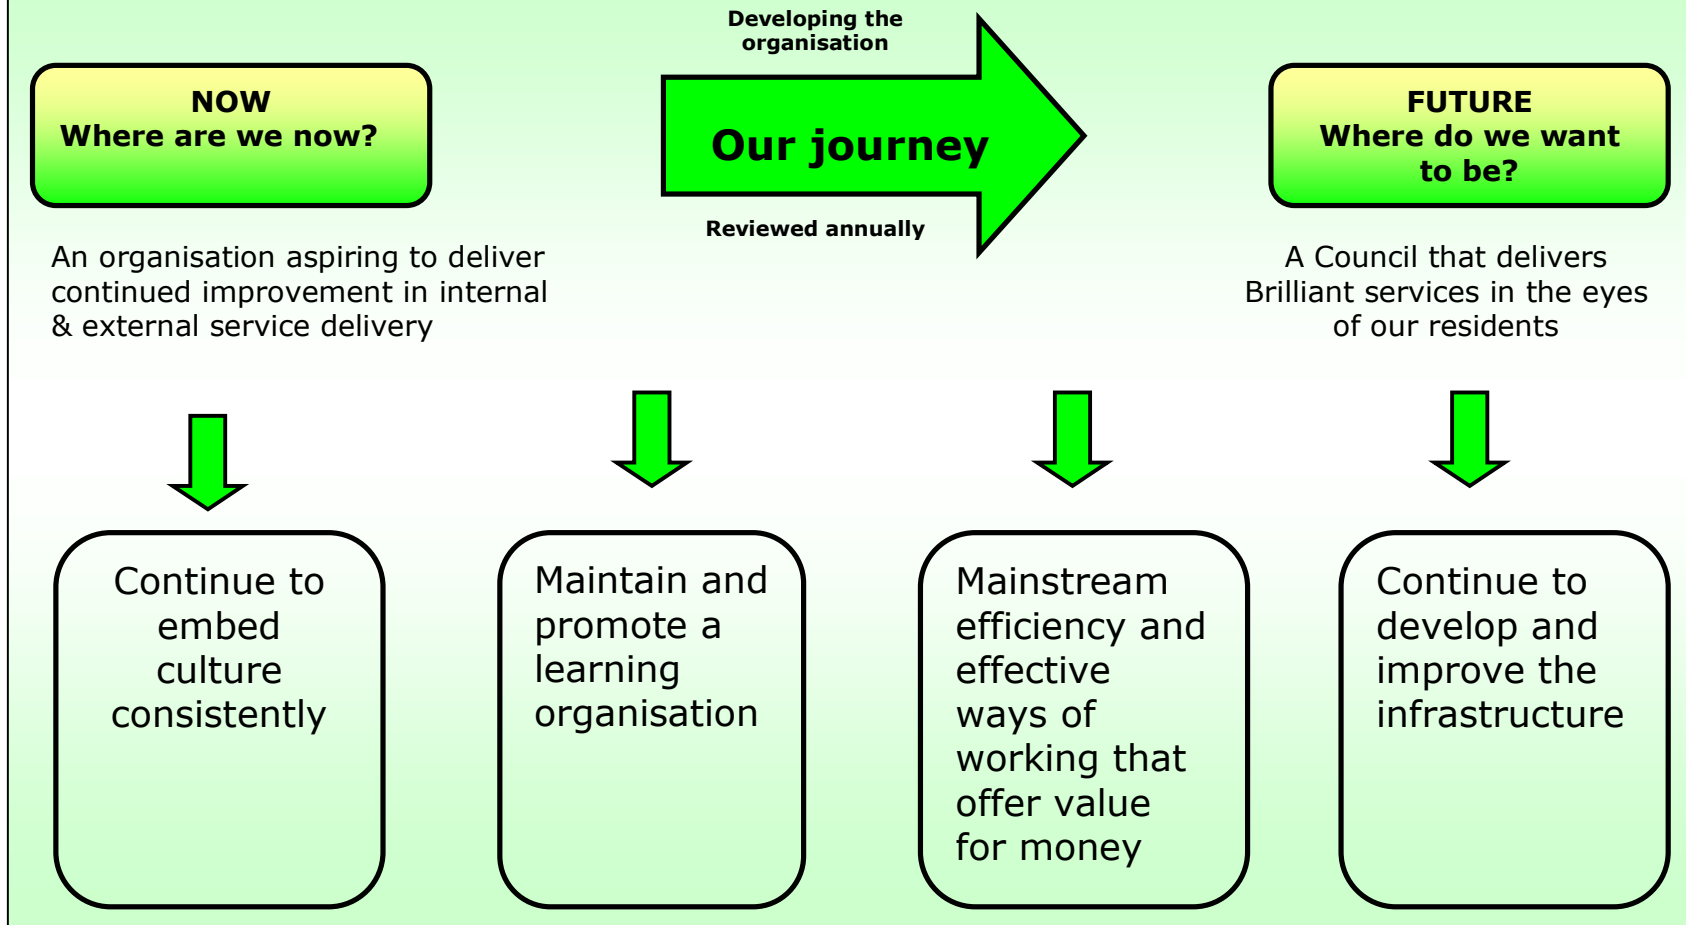 Developing the
organisation
NOW
Where are we now?
Our journey
FUTURE
Where do we want
to be?
Reviewed annually
An organisation aspiring to deliver
continued improvement in internal
& external service delivery
A Council that delivers
Brilliant services in the eyes
of our residents
Continue to
embed
culture
consistently
Maintain and
promote a
learning
organisation
Mainstream
efficiency and
effective
ways of
working that
offer value
for money
Continue to
develop and
improve the
infrastructure